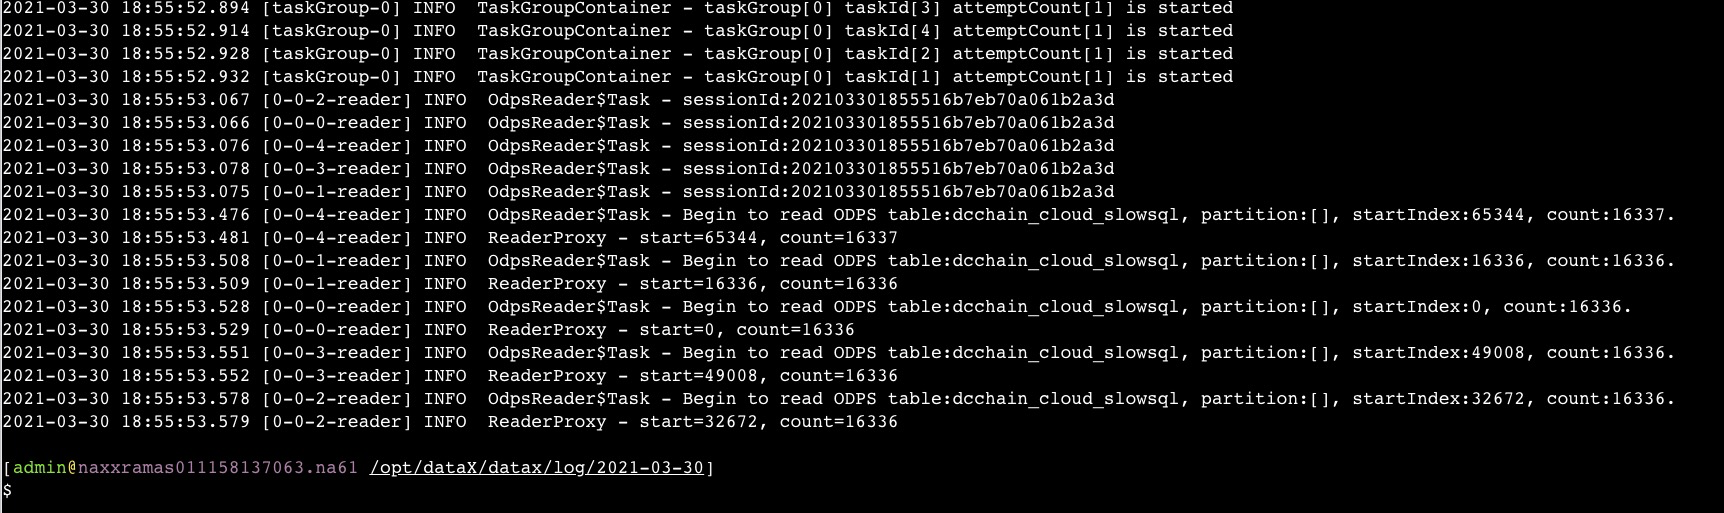 2021-03-30 18:55:52.894 [taskGroup-0] INFO  TaskGroupContainer - taskGroup[0] taskId[3] attemptCount[1] is started
2021-03-30 18:55:52.914 [taskGroup-0] INFO  TaskGroupContainer - taskGroup[0] taskId[4] attemptCount[1] is started
2021-03-30 18:55:52.928 [taskGroup-0] INFO  TaskGroupContainer - taskGroup[0] taskId[2] attemptCount[1] is started
2021-03-30 18:55:52.932 [taskGroup-0] INFO  TaskGroupContainer - taskGroup[0] taskId[1] attemptCount[1] is started
2021-03-30 18:55:53.067 [0-0-2-reader] INFO  OdpsReader$Task - sessionId:202103301855516b7eb70a061b2a3d
2021-03-30 18:55:53.066 [0-0-0-reader] INFO  OdpsReader$Task - sessionId:202103301855516b7eb70a061b2a3d
2021-03-30 18:55:53.076 [0-0-4-reader] INFO  OdpsReader$Task - sessionId:202103301855516b7eb70a061b2a3d
2021-03-30 18:55:53.078 [0-0-3-reader] INFO  OdpsReader$Task - sessionId:202103301855516b7eb70a061b2a3d
2021-03-30 18:55:53.075 [0-0-1-reader] INFO  OdpsReader$Task - sessionId:202103301855516b7eb70a061b2a3d
2021-03-30 18:55:53.476 [0-0-4-reader] INFO  OdpsReader$Task - Begin to read ODPS table:dcchain_cloud_slowsql, partition:[], startIndex:65344, count:16337.
2021-03-30 18:55:53.481 [0-0-4-reader] INFO  ReaderProxy - start=65344, count=16337
2021-03-30 18:55:53.508 [0-0-1-reader] INFO  OdpsReader$Task - Begin to read ODPS table:dcchain_cloud_slowsql, partition:[], startIndex:16336, count:16336.
2021-03-30 18:55:53.509 [0-0-1-reader] INFO  ReaderProxy - start=16336, count=16336
2021-03-30 18:55:53.528 [0-0-0-reader] INFO  OdpsReader$Task - Begin to read ODPS table:dcchain_cloud_slowsql, partition:[], startIndex:0, count:16336.
2021-03-30 18:55:53.529 [0-0-0-reader] INFO  ReaderProxy - start=0, count=16336
2021-03-30 18:55:53.551 [0-0-3-reader] INFO  OdpsReader$Task - Begin to read ODPS table:dcchain_cloud_slowsql, partition:[], startIndex:49008, count:16336.
2021-03-30 18:55:53.552 [0-0-3-reader] INFO  ReaderProxy - start=49008, count=16336
2021-03-30 18:55:53.578 [0-0-2-reader] INFO  OdpsReader$Task - Begin to read ODPS table:dcchain_cloud_slowsql, partition:[], startIndex:32672, count:16336.
2021-03-30 18:55:53.579 [0-0-2-reader] INFO  ReaderProxy - start=32672, count=16336
[admin@naxxramas011158137063.na61 /opt/dataX/datax/log/2021-03-30]
$